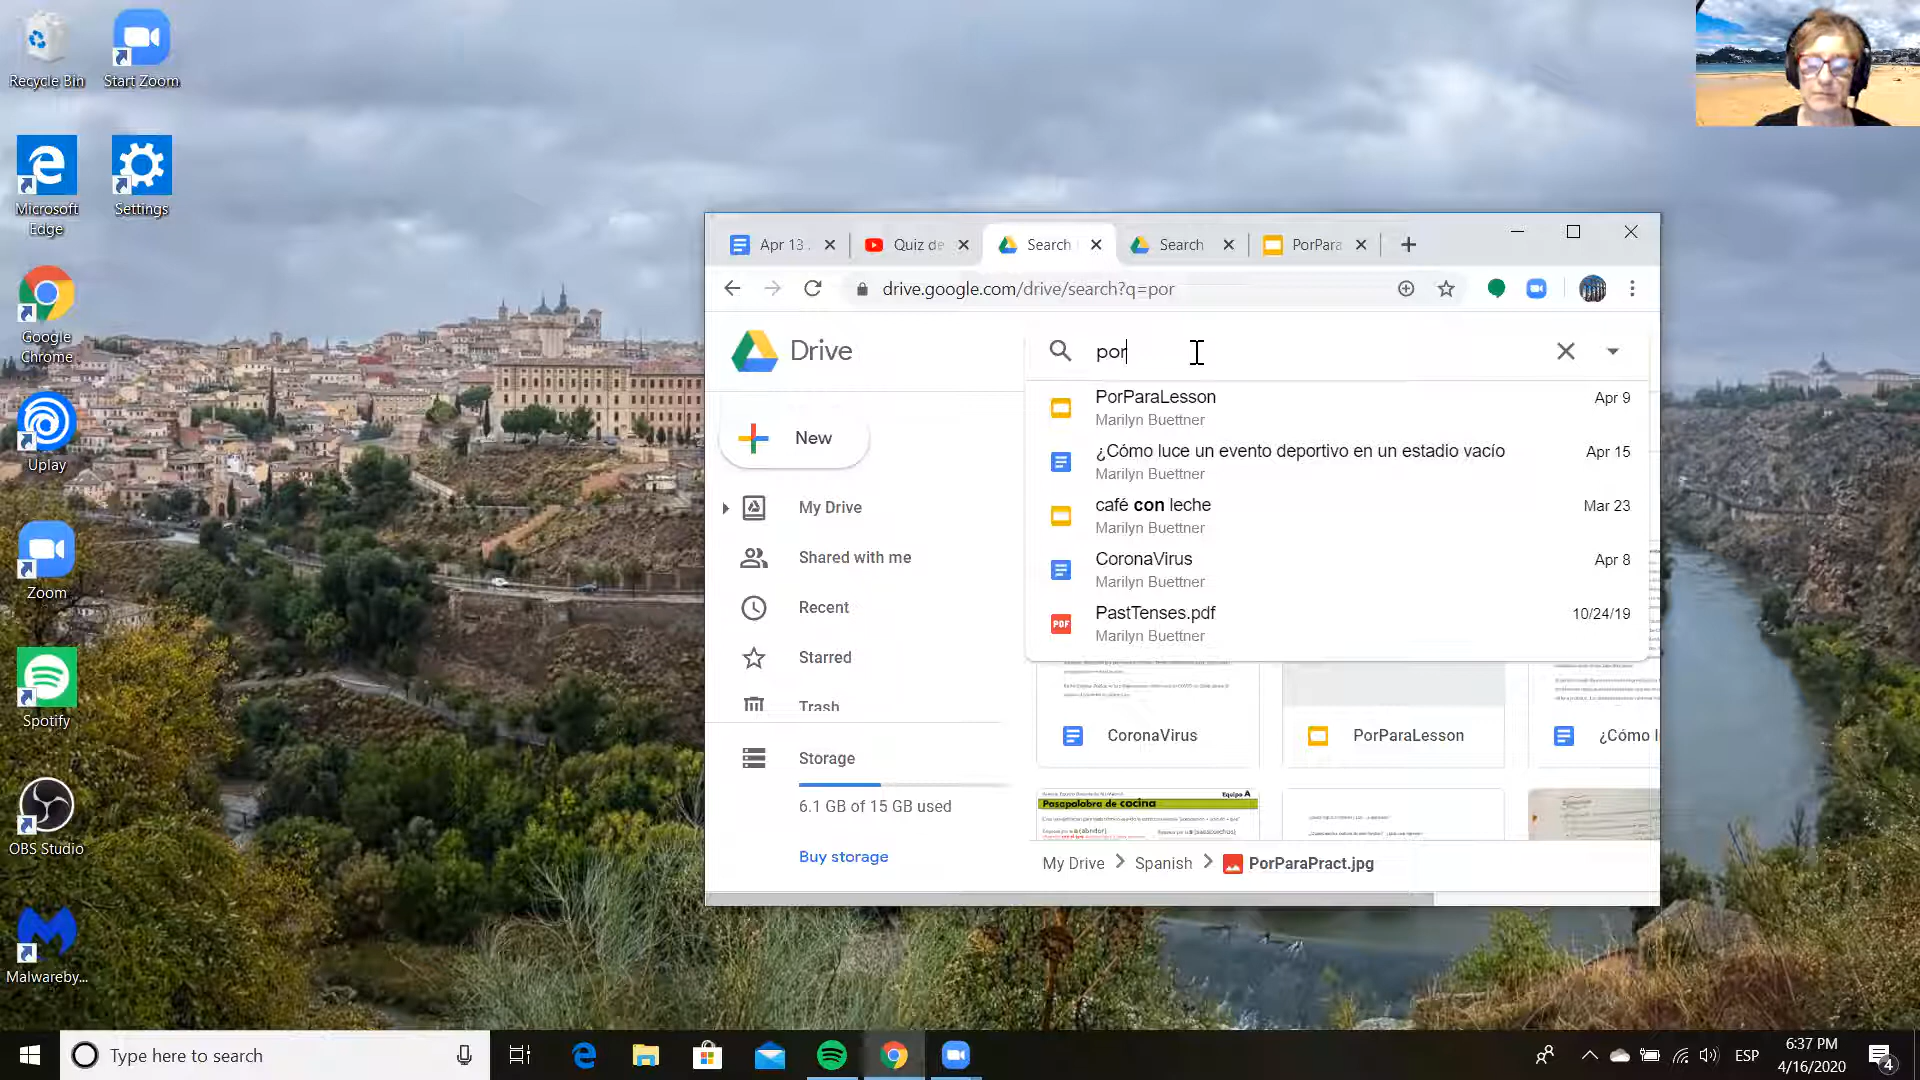 Recycle Bin
Start Zoom
Microsoft Edge
Settings
Google Chrome
Uplay
Zoom
Spotify
OBS Studio
Malwareby...
Apr 13
Quiz de
Search
Search
PorPara
drive.google.com/drive/search?q=por
Drive
por
New
My Drive
Shared with me
Recent
Starred
Trash
Storage
6.1 GB of 15 GB used
Buy storage
PorParaLesson Apr 9
Marilyn Buettner
¿Cómo luce un evento deportivo en un estadio vacío Apr 15
Marilyn Buettner
café con leche Mar 23
Marilyn Buettner
CoronaVirus Apr 8
Marilyn Buettner
PDF
PastTenses.pdf 10/24/19
Marilyn Buettner
CoronaVirus
PorParaLesson
¿Cómo l
Equipo A
Pasapalabra de cocina
My Drive > Spanish > PorParaPract.jpg
Type here to search
ESP
6:37 PM
4/16/2020
4